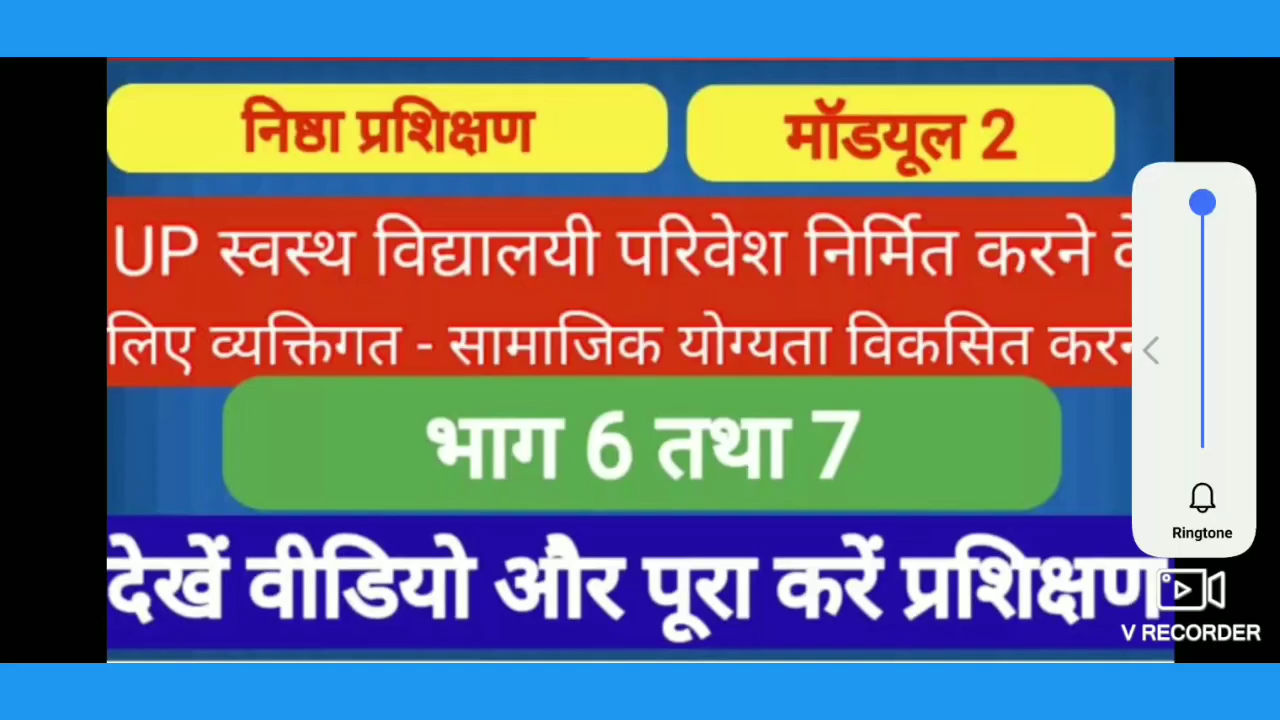 निष्ठा प्रशिक्षण
मॉडयूल 2
UP स्वस्थ विद्यालयी परिवेश निर्मित करने
लिए व्यक्तिगत - सामाजिक योग्यता विकसित
भाग 6 तथा 7
देखें वीडियो और पूरा करें प्रशिक्षण
Ringtone
V RECORDER